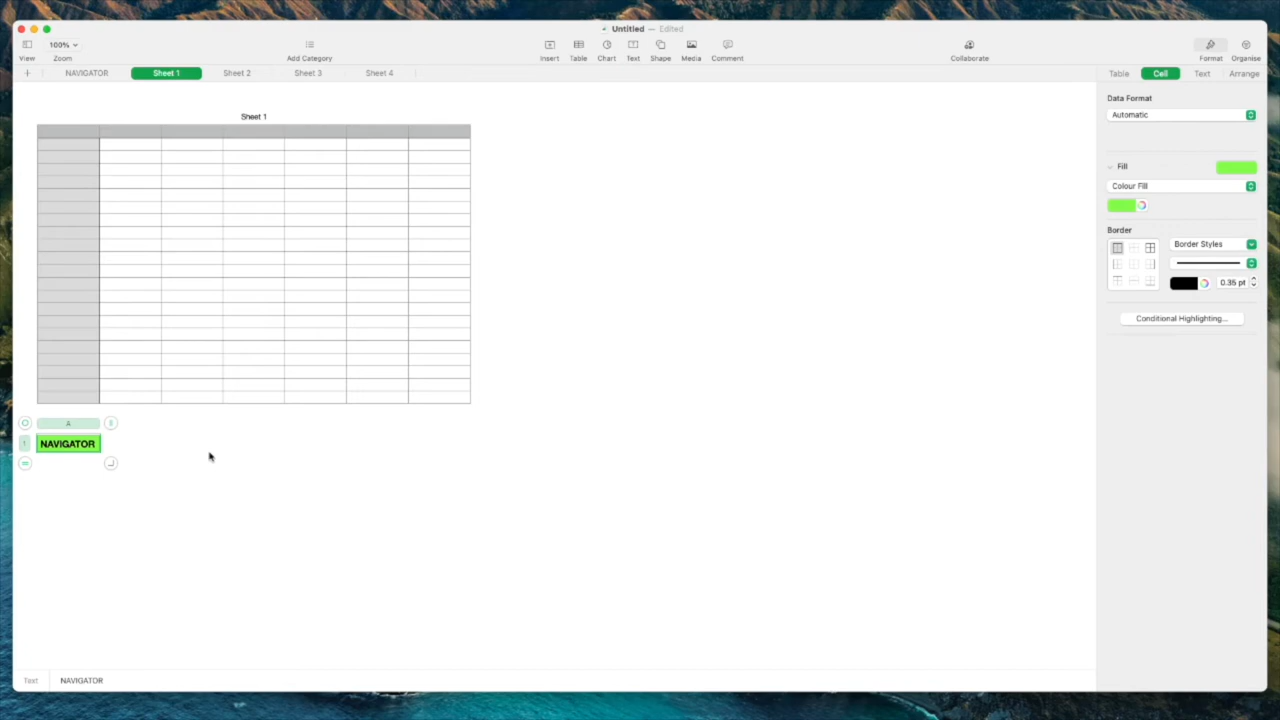 Untitled — Edited
100%
View Zoom Add Category Insert Table Chart Text Shape Media Comment Collaborate Format Organise
NAVIGATOR Sheet 1 Sheet 2 Sheet 3 Sheet 4
Table Cell Text Arrange
Data Format
Automatic
Fill
Colour Fill
Border
Border Styles
0.35 pt
Conditional Highlighting...
Sheet 1
A
1 NAVIGATOR
Text NAVIGATOR